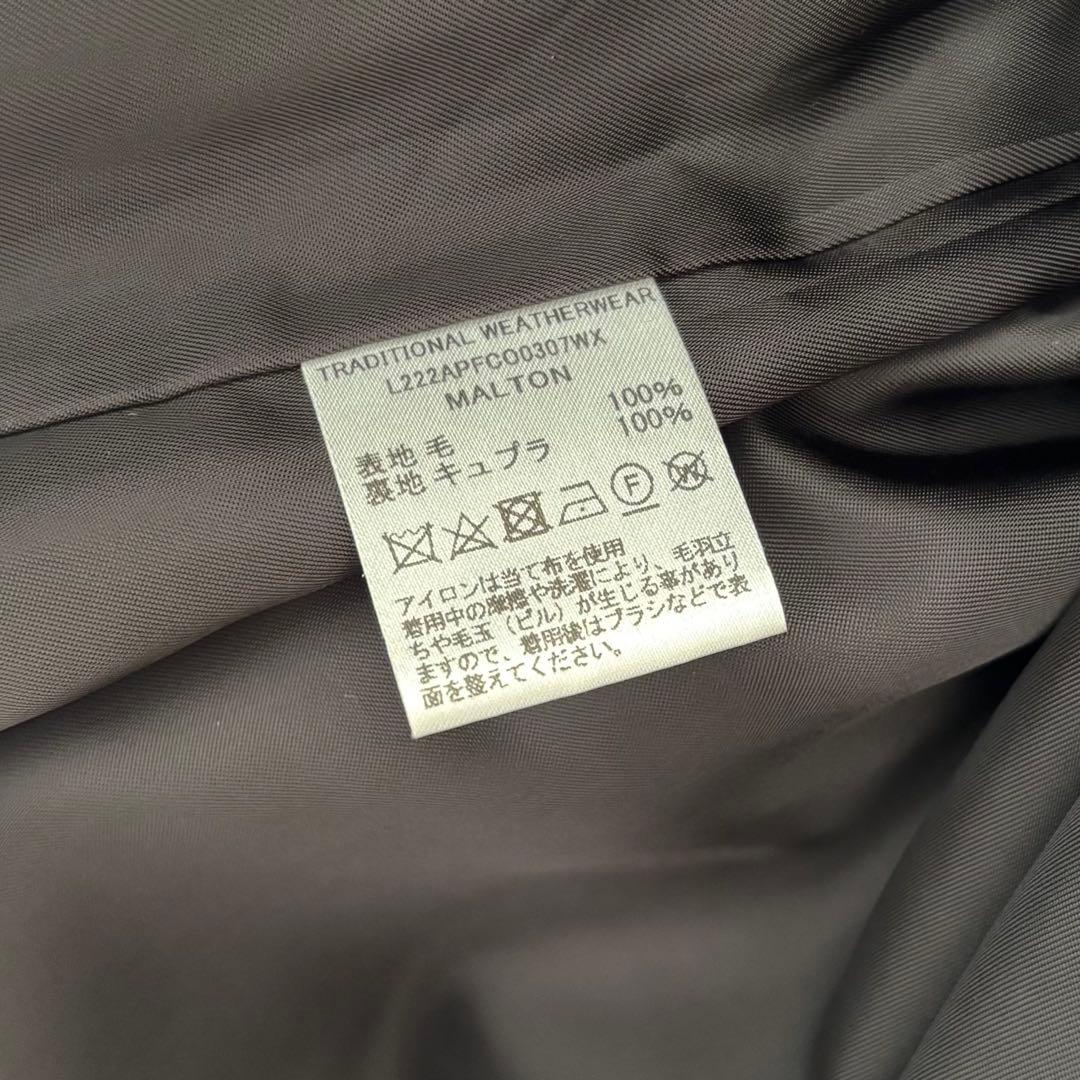 TRADITIONAL WEATHERWEAR
L222APFCO0307WX
MALTON
表地 毛 100%
裏地 キュプラ 100%
F W
アイロンは当て布を使用
着用中の摩擦や洗濯により、毛羽立
ちや毛玉（ピル）が生じる事があり
ますので、着用後はブラシなどで表
面を整えてください。